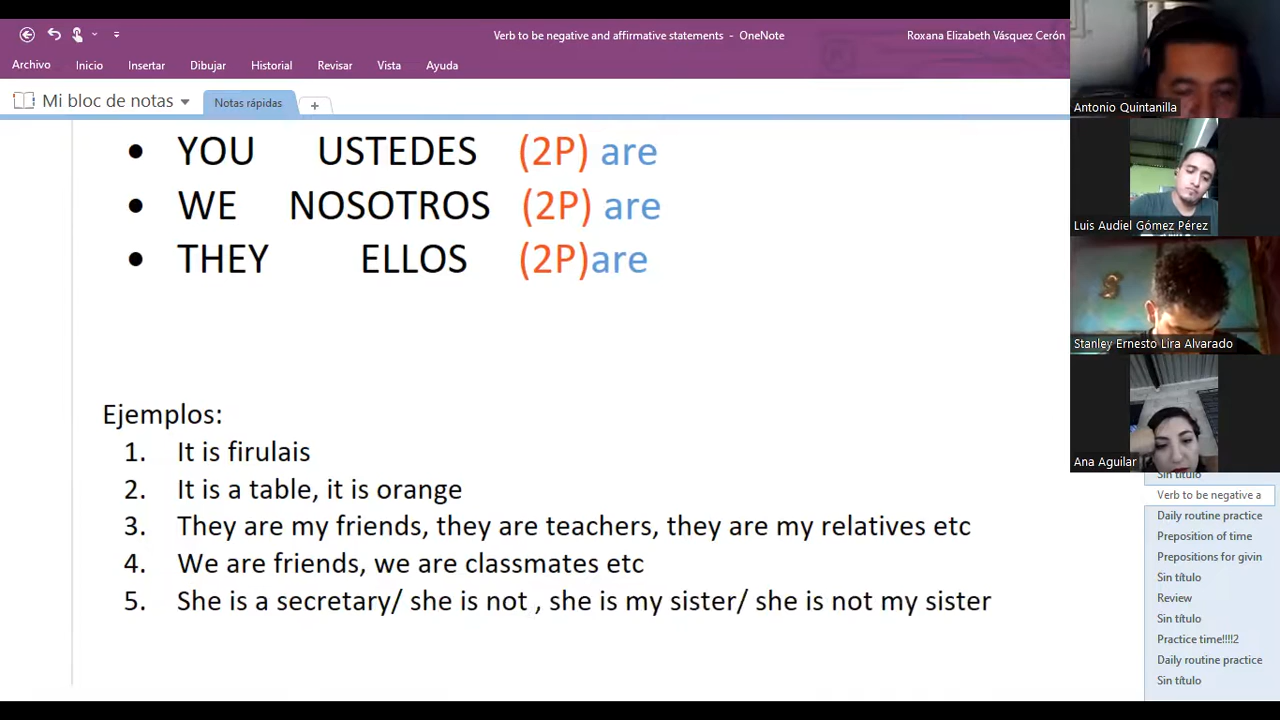 Verb to be negative and affirmative statements - OneNote
Roxana Elizabeth Vásquez Cerón
Archivo Inicio Insertar Dibujar Historial Revisar Vista Ayuda
Mi bloc de notas Notas rápidas +
• YOU USTEDES (2P) are
• WE NOSOTROS (2P) are
• THEY ELLOS (2P)are
Ejemplos:
1. It is firulais
2. It is a table, it is orange
3. They are my friends, they are teachers, they are my relatives etc
4. We are friends, we are classmates etc
5. She is a secretary/ she is not , she is my sister/ she is not my sister
Antonio Quintanilla
Luis Audiel Gómez Pérez
S
Stanley Ernesto Lira Alvarado
Ana Aguilar
Sin título
Verb to be negative a
Daily routine practice
Preposition of time
Prepositions for givin
Sin título
Review
Sin título
Practice time!!!!2
Daily routine practice
Sin título